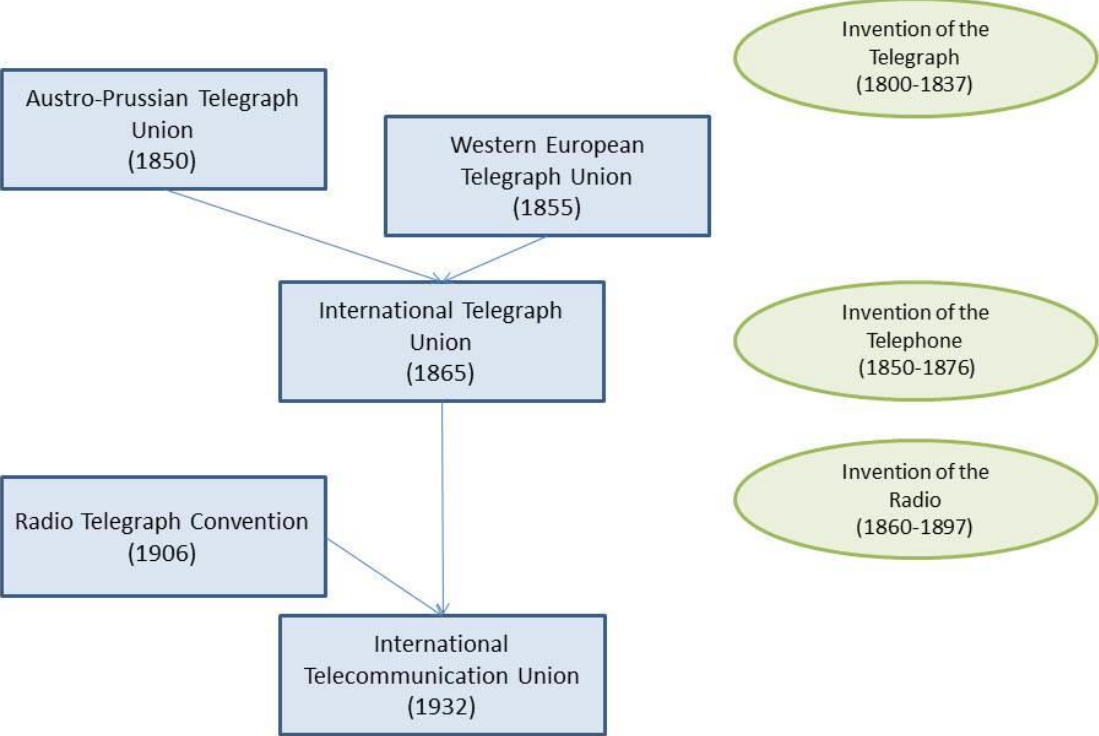 Invention of the
Telegraph
(1800-1837)
Austro-Prussian Telegraph
Union
(1850)
Western European
Telegraph Union
(1855)
International Telegraph
Union
(1865)
Invention of the
Telephone
(1850-1876)
Invention of the
Radio
(1860-1897)
Radio Telegraph Convention
(1906)
International
Telecommunication Union
(1932)